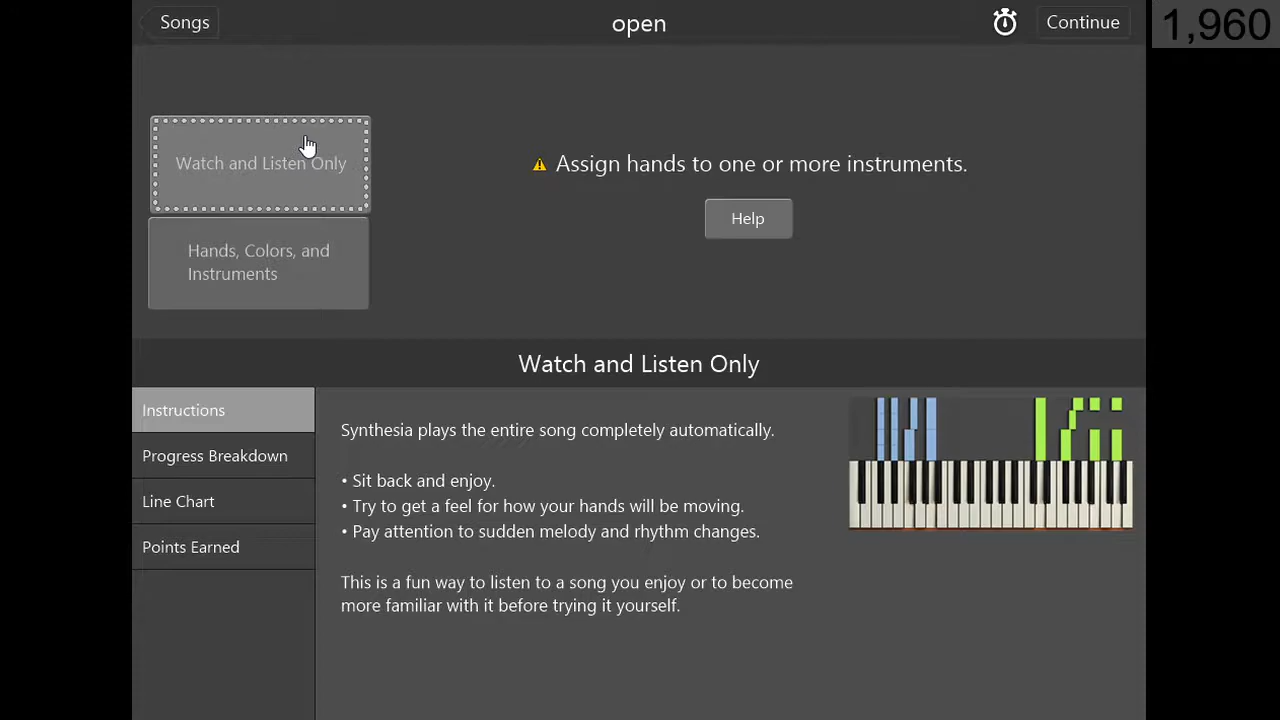 Songs
open
Continue
1,960
Watch and Listen Only
Assign hands to one or more instruments.
Help
Hands, Colors, and
Instruments
Watch and Listen Only
Instructions
Progress Breakdown
Line Chart
Points Earned
Synthesia plays the entire song completely automatically.
• Sit back and enjoy.
• Try to get a feel for how your hands will be moving.
• Pay attention to sudden melody and rhythm changes.
This is a fun way to listen to a song you enjoy or to become
more familiar with it before trying it yourself.